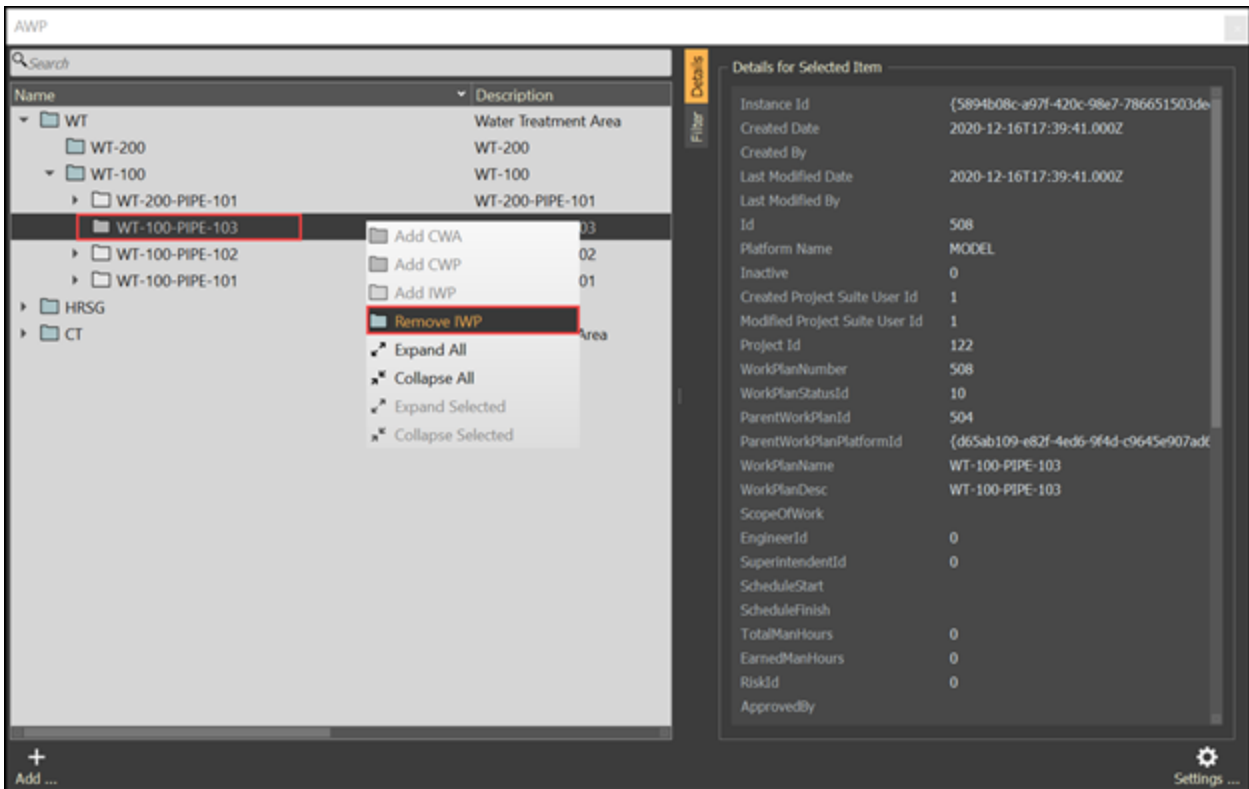 AWP
Search
Name Description
WT Water Treatment Area
WT-200 WT-200
WT-100 WT-100
WT-200-PIPE-101 WT-200-PIPE-101
WT-100-PIPE-103 03
WT-100-PIPE-102 02
WT-100-PIPE-101 01
HRSG
CT Area
Add CWA
Add CWP
Add IWP
Remove IWP
Expand All
Collapse All
Expand Selected
Collapse Selected
Details
Filter
Details for Selected Item
Instance Id {5894b08c-a97f-420c-98e7-786651503de
Created Date 2020-12-16T17:39:41.000Z
Created By
Last Modified Date 2020-12-16T17:39:41.000Z
Last Modified By
Id 508
Platform Name MODEL
Inactive 0
Created Project Suite User Id 1
Modified Project Suite User Id 1
Project Id 122
WorkPlanNumber 508
WorkPlanStatusId 10
ParentWorkPlanId 504
ParentWorkPlanPlatformId {d65ab109-e82f-4ed6-9f4d-c9645e907ad6
WorkPlanName WT-100-PIPE-103
WorkPlanDesc WT-100-PIPE-103
ScopeOfWork
EngineerId 0
SuperintendentId 0
ScheduleStart
ScheduleFinish
TotalManHours 0
EarnedManHours 0
RiskId 0
ApprovedBy
Add ...
Settings ...